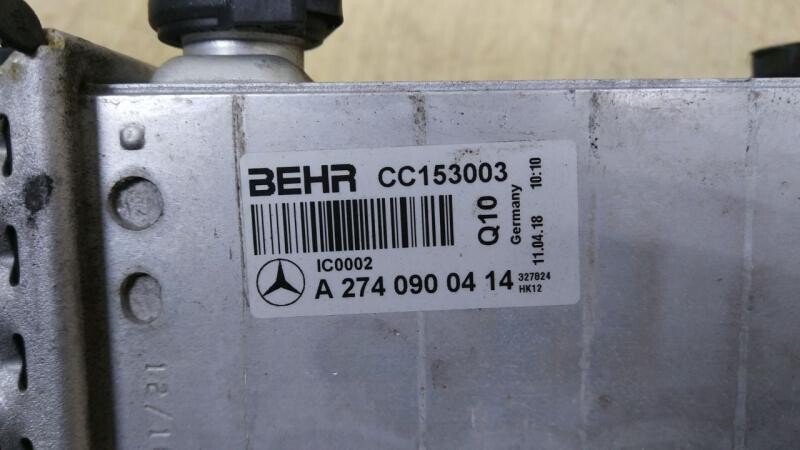 BEHR CC153003
Q10
Germany
11.04.18 10:10
IC0002
A 274 090 04 14
327824
HK12